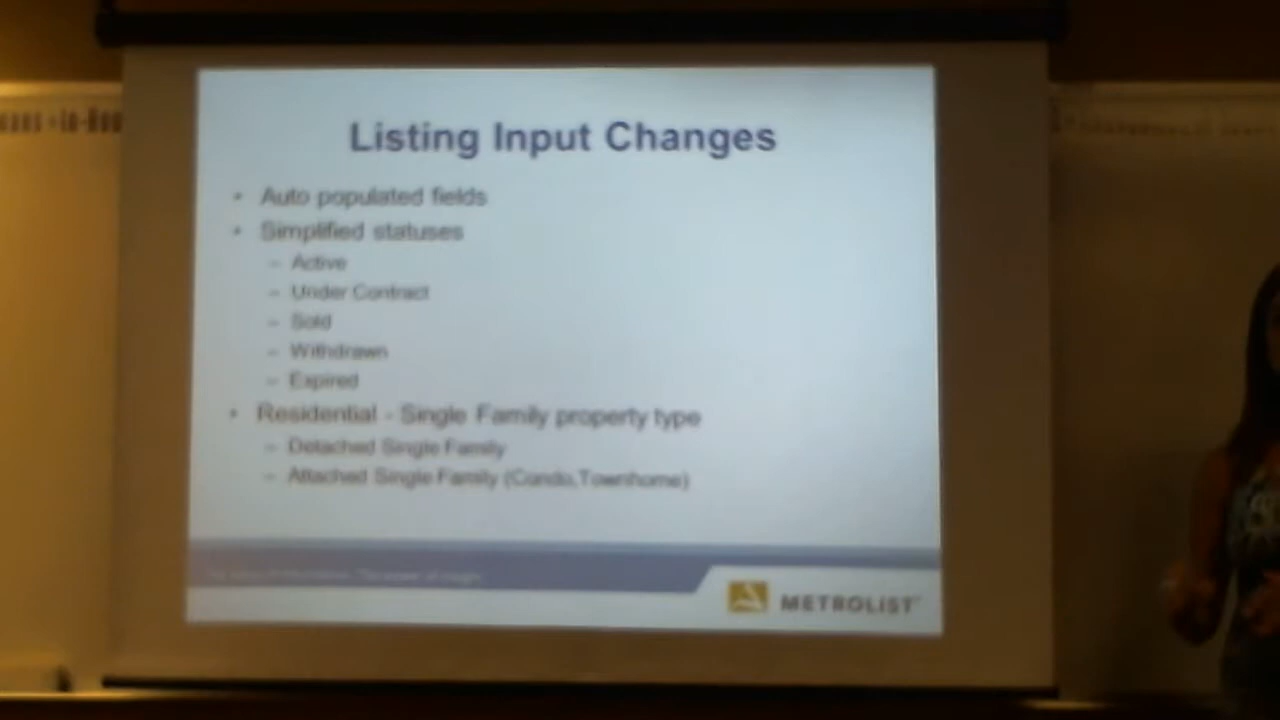 Listing Input Changes
• Auto populated fields
• Simplified statuses
– Active
– Under Contract
– Sold
– Withdrawn
– Expired
• Residential - Single Family property type
– Detached Single Family
– Attached Single Family (Condo,Townhome)
METROLIST